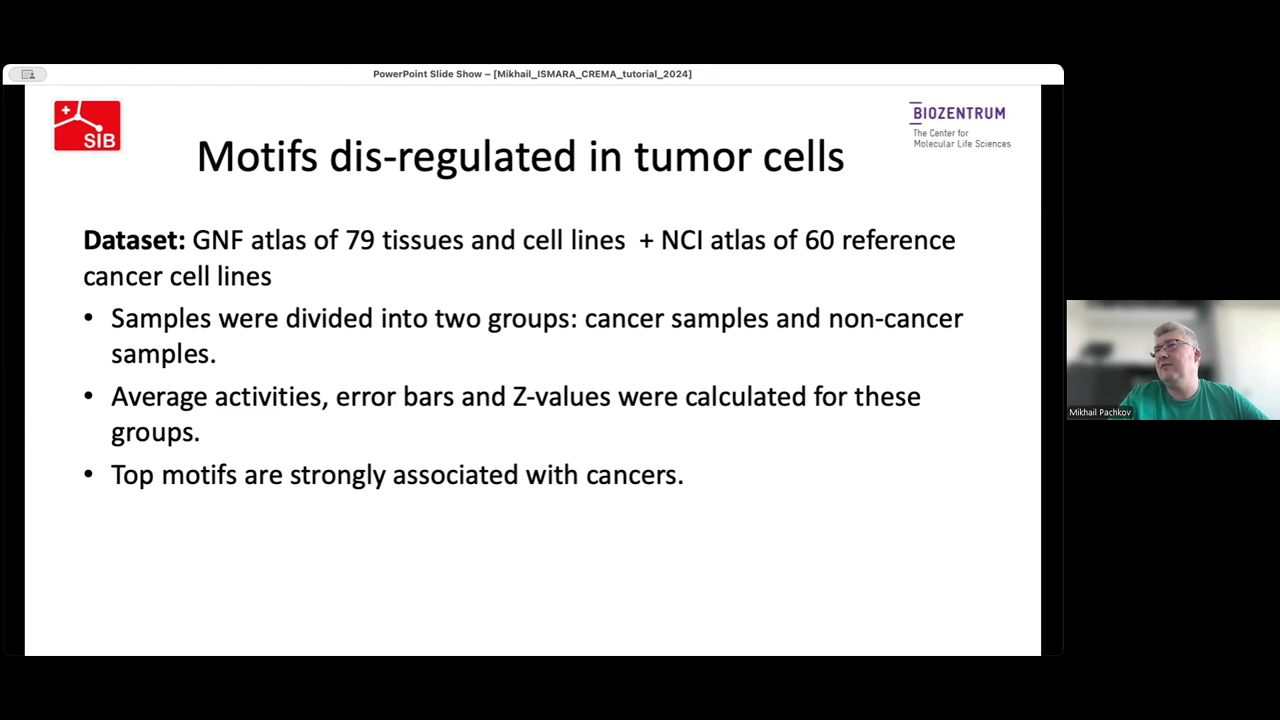 PowerPoint Slide Show – [Mikhail_ISMARA_CREMA_tutorial_2024]
SIB
BIOZENTRUM
The Center for
Molecular Life Sciences
Motifs dis-regulated in tumor cells
Dataset: GNF atlas of 79 tissues and cell lines + NCI atlas of 60 reference
cancer cell lines
• Samples were divided into two groups: cancer samples and non-cancer
samples.
• Average activities, error bars and Z-values were calculated for these
groups.
• Top motifs are strongly associated with cancers.
Mikhail Pachkov